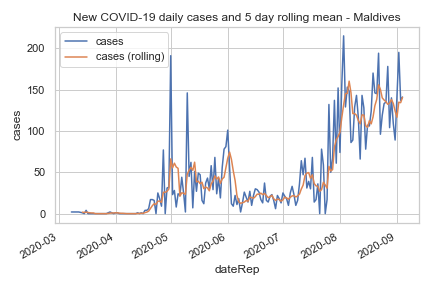 New COVID-19 daily cases and 5 day rolling mean - Maldives
cases
cases (rolling)
200
150
100
50
0
cases
2020-03
2020-04
2020-05
2020-06
2020-07
2020-08
2020-09
dateRep